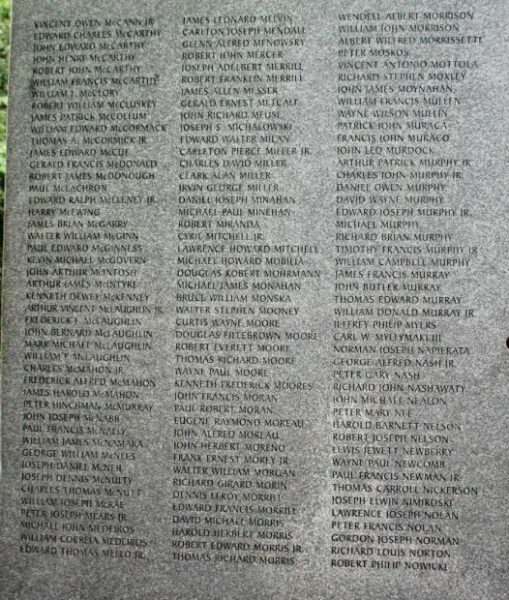 VINCENT OWEN McCANN JR.
EDWARD CHARLES McCARTHY
JOHN EDWARD McCARTHY
JOHN HENRY McCARTHY
ROBERT JOHN McCARTHY
WILLIAM FRANCIS McCARTHY
WILLIAM J. McCLORY
ROBERT WILLIAM McCLUSKEY
JAMES PATRICK McCOLLUM
WILLIAM EDWARD McCORMACK
THOMAS A. McCORMICK JR.
JAMES EDWARD McCUE
GERALD FRANCIS McDONALD
ROBERT JAMES McDONOUGH
PAUL McEACHRON
EDWARD RALPH McCLENEY JR.
HARRY McEWING
JAMES BRIAN McGARRY
WALTER WILLIAM McGINN
PAUL EDWARD McGINNESS
KEVIN MICHAEL McGOVERN
JOHN ARTHUR McINTOSH
ARTHUR JAMES McINTYRE
KENNETH DEWEY McKENNEY
ARTHUR VINCENT McLAUGHLIN JR.
FREDERICK E. McLAUGHLIN
JOHN BERNARD McLAUGHLIN
MARK MICHAEL McLAUGHLIN
WILLIAM F. McLAUGHLIN
CHARLES McMAHON JR.
FREDERICK ALFRED McMAHON
JAMES HAROLD McMAHON
PETER HINCHMAN McMURRAY
JOHN JOSEPH McNABB
PAUL FRANCIS McNALLY
WILLIAM JAMES McNAMARA
GEORGE WILLIAM McNEES
JOSEPH DANIEL McNEIL
JOSEPH DENNIS McNULTY
CHARLES THOMAS McNUTT
WILLIAM JOSEPH McRAE
PETER JOSEPH MEARS JR.
MICHAEL JOHN MEDEIROS
WILLIAM CORREIA MEDEIROS
EDWARD THOMAS MELLO JR.
JAMES LEONARD MELVIN
CARLTON JOSEPH MENDALL
GLENN ALFRED MENOWSKY
ROBERT JOHN MERCER
JOSEPH ADELBERT MERRILL
ROBERT FRANKLIN MERRILL
JAMES ALLEN MESSER
GERALD ERNEST METCALF
JOHN RICHARD MEUSE
JOSEPH S. MICHALOWSKI
EDWARD WALTER MILAN
CARLETON PIERCE MILLER JR.
CHARLES DAVID MILLER
CLARK ALAN MILLER
IRVIN GEORGE MILLER
DANIEL JOSEPH MINAHAN
MICHAEL PAUL MINEHAN
ROBERT MIRANDA
CYRIL MITCHELL JR.
LAWRENCE HOWARD MITCHELL
MICHAEL HOWARD MOBILIA
DOUGLAS ROBERT MOHRMANN
MICHAEL JAMES MONAHAN
BRUCE WILLIAM MONSKA
WALTER STEPHEN MOONEY
CURTIS WAYNE MOORE
DOUGLAS FILLEBROWN MOORE
ROBERT EVERETT MOORE
THOMAS RICHARD MOORE
WAYNE PAUL MOORE
KENNETH FREDERICK MOORES
JOHN FRANCIS MORAN
PAUL ROBERT MORAN
EUGENE RAYMOND MOREAU
JOHN ALFRED MOREAU
JOHN HERBERT MORENO
FRANK ERNEST MOREY JR.
WALTER WILLIAM MORGAN
RICHARD GIRARD MORIN
DENNIS LEROY MORRILL
EDWARD FRANCIS MORRILL
DAVID MICHAEL MORRIS
HAROLD HERBERT MORRIS
ROBERT EDWARD MORRIS JR.
THOMAS RICHARD MORRIS
WENDELL ALBERT MORRISON
WILLIAM JOHN MORRISON
ALBERT WILFRED MORRISSETTE
PETER MOSKOS
VINCENT ANTONIO MOTTOLA
RICHARD STEPHEN MOXLEY
JOHN JAMES MOYNAHAN
WILLIAM FRANCIS MULLEN
WAYNE WILSON MULLEN
PATRICK JOHN MURACA
FRANCIS JOHN MURACO
JOHN LEO MURDOCK
ARTHUR PATRICK MURPHY JR.
CHARLES JOHN MURPHY JR.
DANIEL OWEN MURPHY
DAVID WAYNE MURPHY
EDWARD JOSEPH MURPHY JR.
MICHAEL MURPHY
RICHARD BRIAN MURPHY
TIMOTHY FRANCIS MURPHY JR.
WILLIAM CAMPBELL MURPHY
JAMES FRANCIS MURRAY
JOHN BUTLER MURRAY
THOMAS EDWARD MURRAY
WILLIAM DONALD MURRAY JR.
JEFFREY PHILIP MYERS
CARL W. MYLLYMAKI III
NORMAN JOSEPH NAPIERATA
GEORGE ALFRED NASH JR.
PETER GARY NASH
RICHARD JOHN NASHAWATY
JOHN MICHAEL NEALON
PETER MARY NEE
HAROLD BARNETT NELSON
ROBERT JOSEPH NELSON
LEWIS JEWETT NEWBERRY
WAYNE PAUL NEWCOMB
PAUL FRANCIS NEWMAN JR.
THOMAS CARROLL NICKERSON
JOSEPH ELWIN NIMIROSKI
LAWRENCE JOSEPH NOLAN
PETER FRANCIS NOLAN
GORDON JOSEPH NORMAN
RICHARD LOUIS NORTON
ROBERT PHILIP NOWICKI